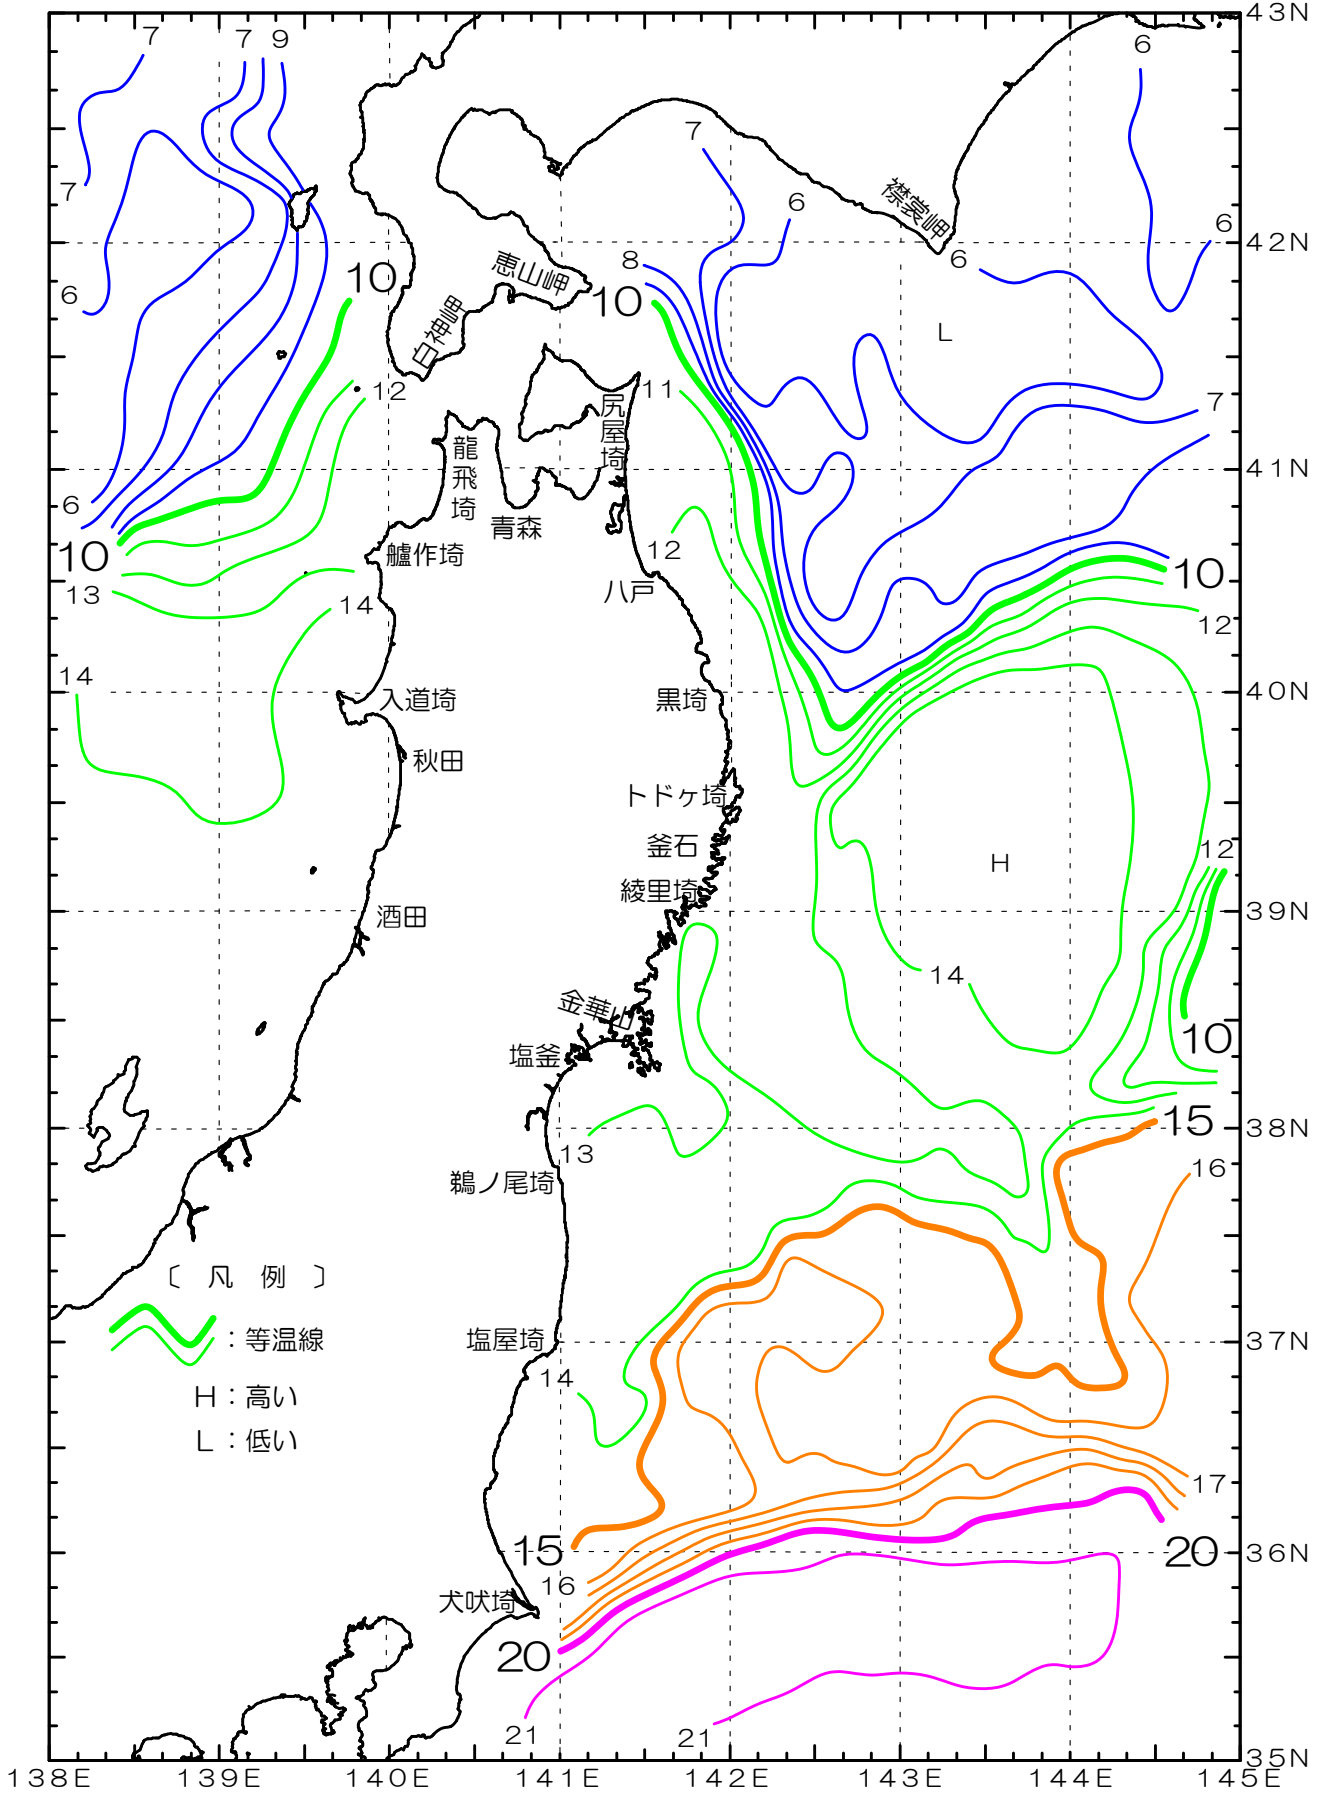 43N
7
7
9
6
7
7
6
6
襟裳岬
6
42N
8
6
恵山岬
10
10
6
白神岬
L
12
11
尻屋埼
7
龍飛埼
41N
6
青森
12
10
艫作埼
10
13
八戸
14
12
14
入道埼
黒埼
40N
秋田
トドヶ埼
釜石
12
H
綾里埼
酒田
39N
14
金華山
塩釜
10
15
38N
13
16
鵜ノ尾埼
〔 凡 例 〕
：等温線
塩屋埼
37N
14
H：高い
L：低い
17
15
20
36N
16
犬吠埼
20
21
21
35N
138E 139E 140E 141E 142E 143E 144E 145E